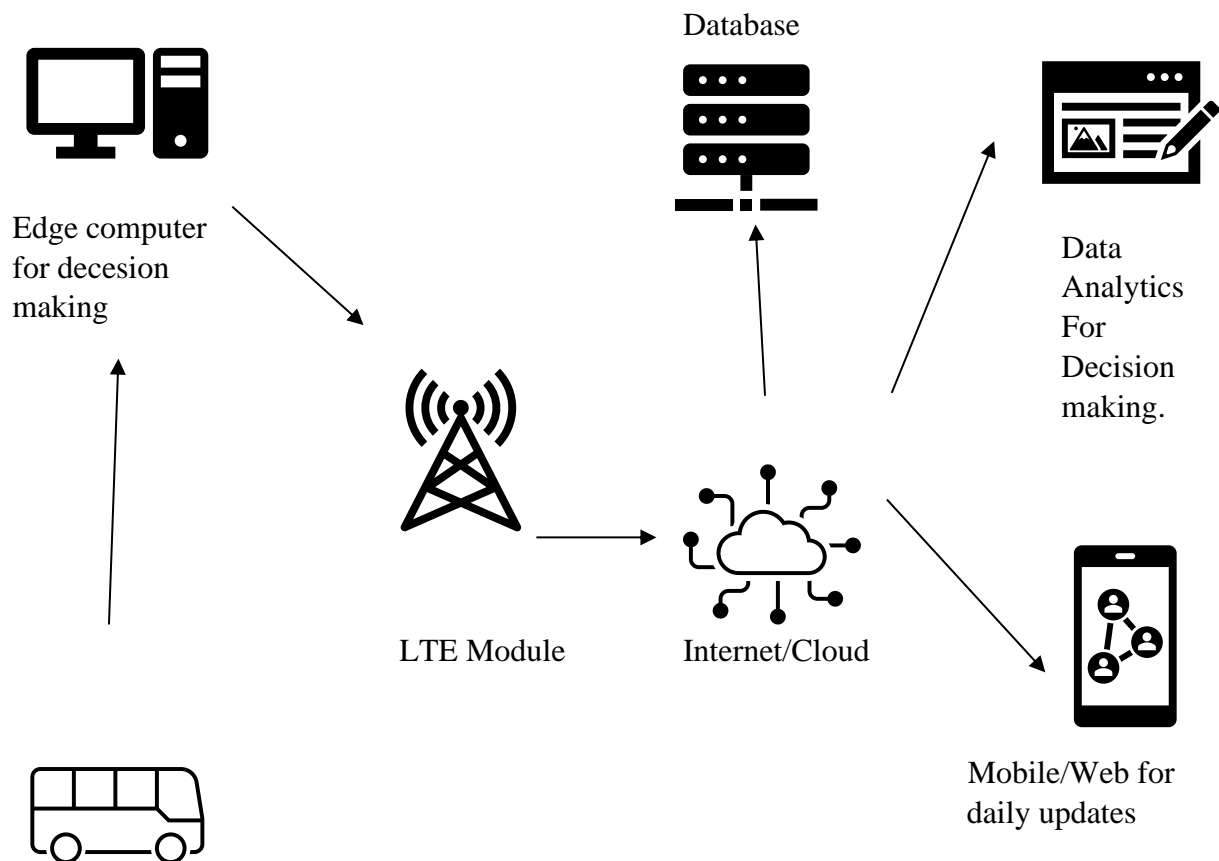 Database
Edge computer
for decesion
making
Data
Analytics
For
Decision
making.
LTE Module
Internet/Cloud
Mobile/Web for
daily updates